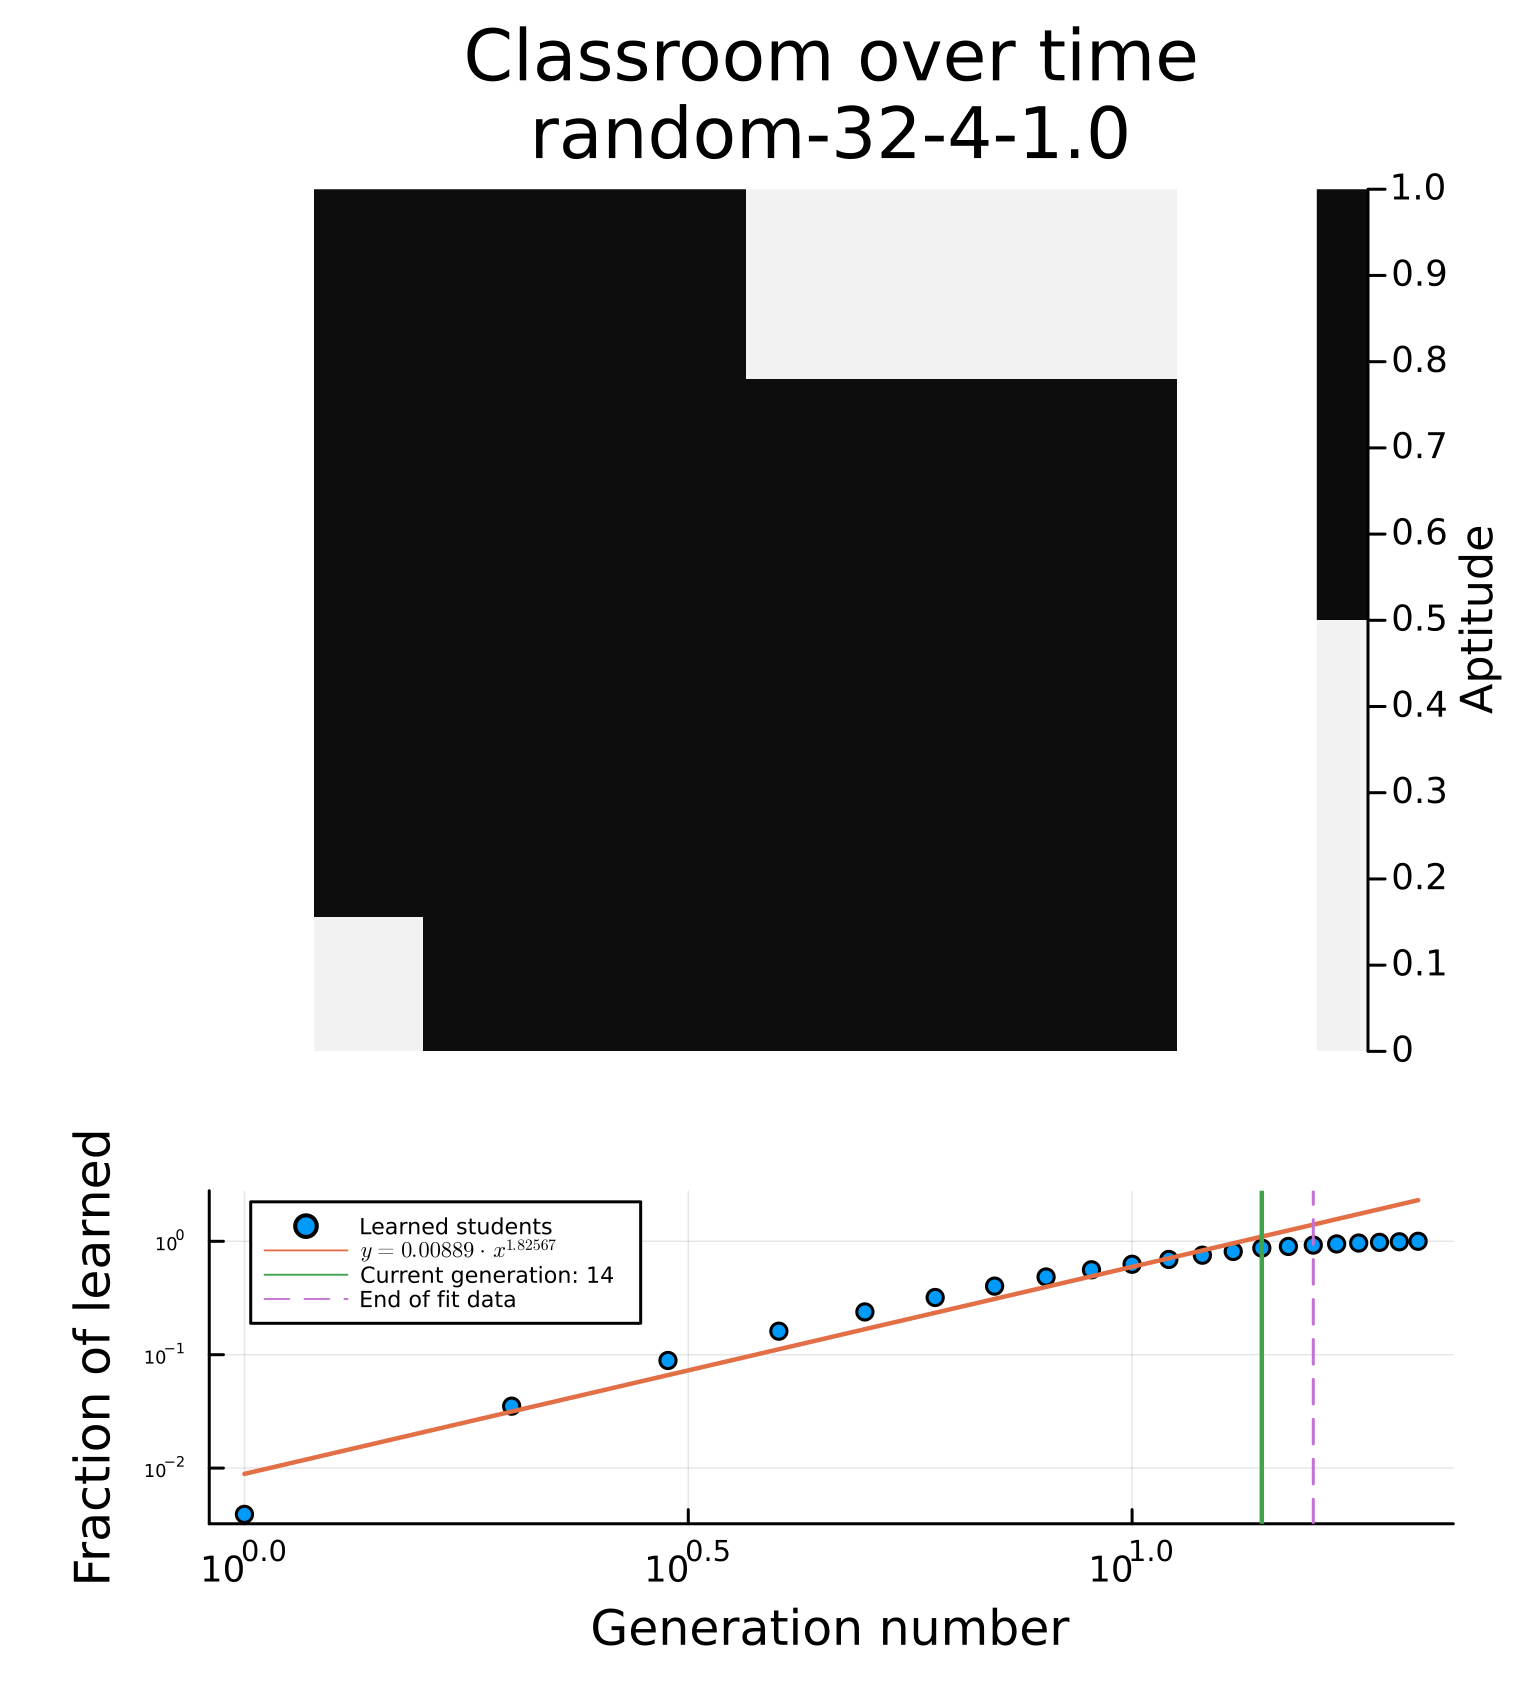 Classroom over time
random-32-4-1.0
1.0
0.9
0.8
0.7
0.6
0.5
0.4
0.3
0.2
0.1
0
Aptitude
Fraction of learned
10⁰
10⁻¹
10⁻²
Learned students
y = 0.00889 · x^1.82567
Current generation: 14
End of fit data
10^0.0 10^0.5 10^1.0
Generation number